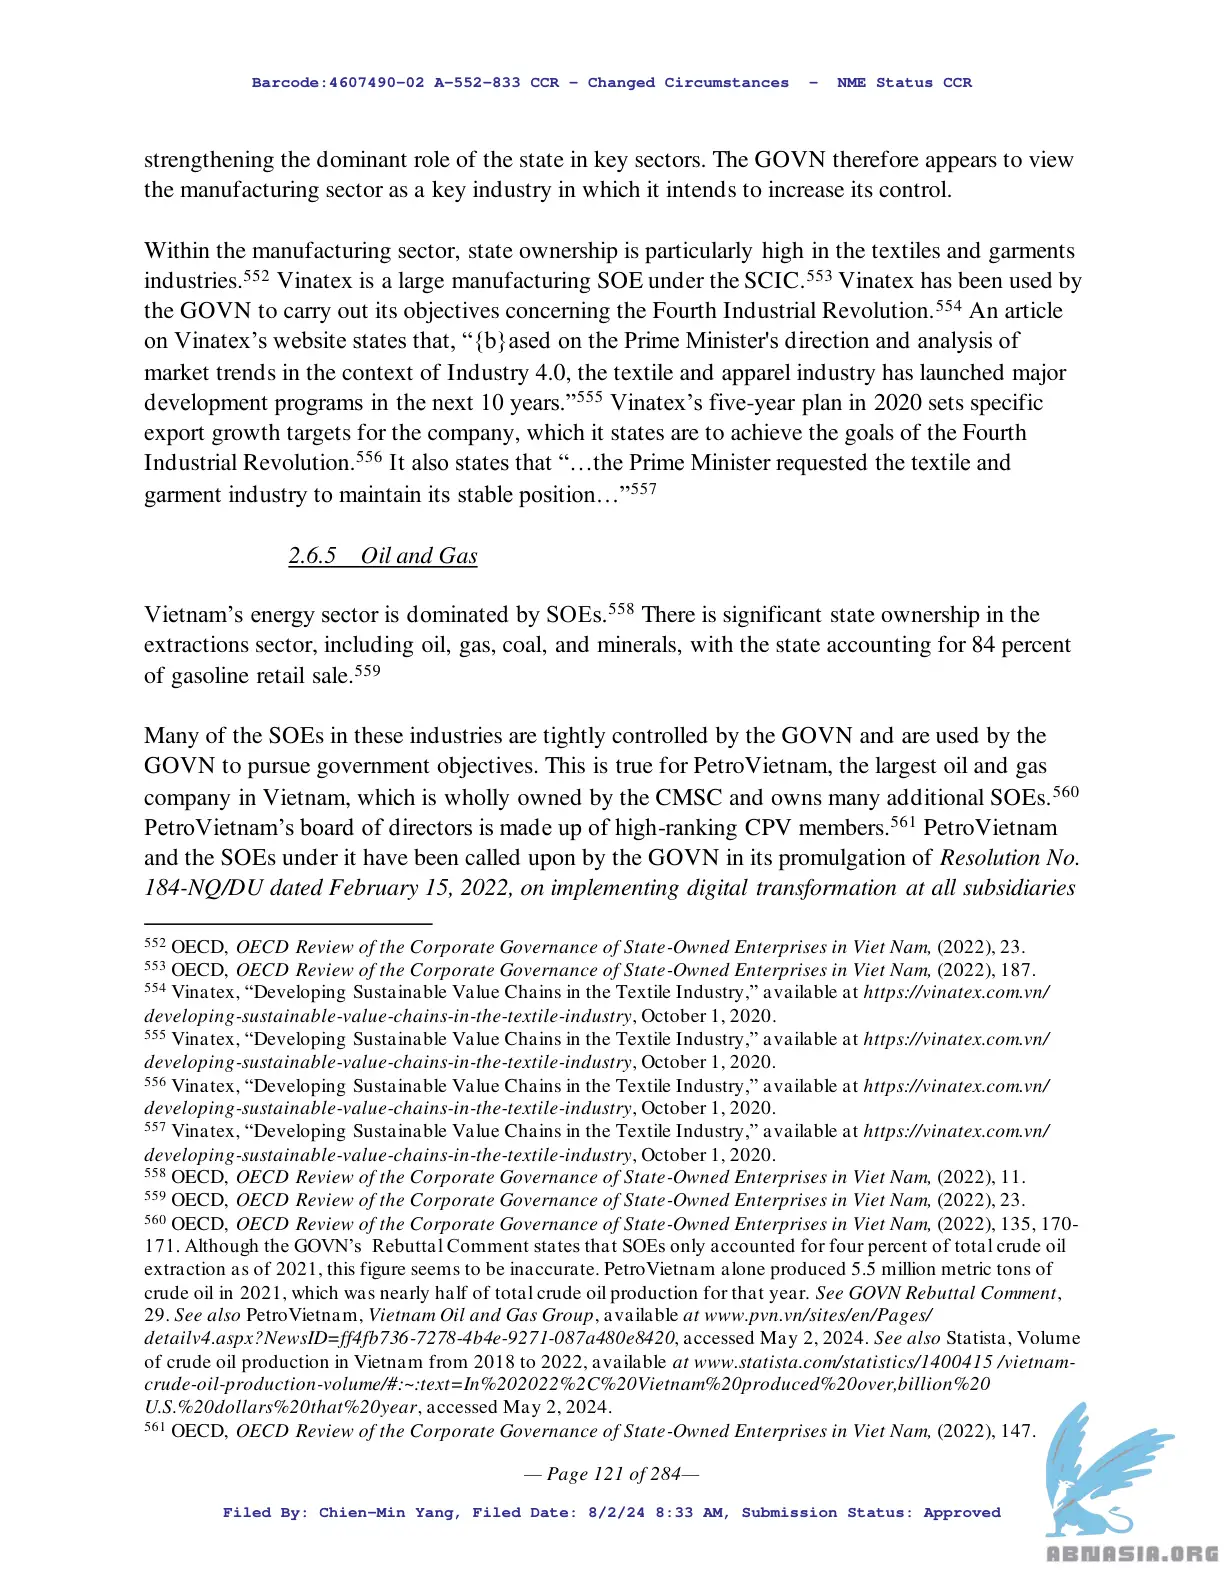 Barcode:4607490-02 A-552-833 CCR - Changed Circumstances - NME Status CCR
strengthening the dominant role of the state in key sectors. The GOVN therefore appears to view
the manufacturing sector as a key industry in which it intends to increase its control.
Within the manufacturing sector, state ownership is particularly high in the textiles and garments
industries.552 Vinatex is a large manufacturing SOE under the SCIC.553 Vinatex has been used by
the GOVN to carry out its objectives concerning the Fourth Industrial Revolution.554 An article
on Vinatex’s website states that, “{b}ased on the Prime Minister's direction and analysis of
market trends in the context of Industry 4.0, the textile and apparel industry has launched major
development programs in the next 10 years.”555 Vinatex’s five-year plan in 2020 sets specific
export growth targets for the company, which it states are to achieve the goals of the Fourth
Industrial Revolution.556 It also states that “…the Prime Minister requested the textile and
garment industry to maintain its stable position…”557
2.6.5 Oil and Gas
Vietnam’s energy sector is dominated by SOEs.558 There is significant state ownership in the
extractions sector, including oil, gas, coal, and minerals, with the state accounting for 84 percent
of gasoline retail sale.559
Many of the SOEs in these industries are tightly controlled by the GOVN and are used by the
GOVN to pursue government objectives. This is true for PetroVietnam, the largest oil and gas
company in Vietnam, which is wholly owned by the CMSC and owns many additional SOEs.560
PetroVietnam’s board of directors is made up of high-ranking CPV members.561 PetroVietnam
and the SOEs under it have been called upon by the GOVN in its promulgation of Resolution No.
184-NQ/DU dated February 15, 2022, on implementing digital transformation at all subsidiaries
552 OECD, OECD Review of the Corporate Governance of State-Owned Enterprises in Viet Nam, (2022), 23.
553 OECD, OECD Review of the Corporate Governance of State-Owned Enterprises in Viet Nam, (2022), 187.
554 Vinatex, “Developing Sustainable Value Chains in the Textile Industry,” available at https://vinatex.com.vn/
developing-sustainable-value-chains-in-the-textile-industry, October 1, 2020.
555 Vinatex, “Developing Sustainable Value Chains in the Textile Industry,” available at https://vinatex.com.vn/
developing-sustainable-value-chains-in-the-textile-industry, October 1, 2020.
556 Vinatex, “Developing Sustainable Value Chains in the Textile Industry,” available at https://vinatex.com.vn/
developing-sustainable-value-chains-in-the-textile-industry, October 1, 2020.
557 Vinatex, “Developing Sustainable Value Chains in the Textile Industry,” available at https://vinatex.com.vn/
developing-sustainable-value-chains-in-the-textile-industry, October 1, 2020.
558 OECD, OECD Review of the Corporate Governance of State-Owned Enterprises in Viet Nam, (2022), 11.
559 OECD, OECD Review of the Corporate Governance of State-Owned Enterprises in Viet Nam, (2022), 23.
560 OECD, OECD Review of the Corporate Governance of State-Owned Enterprises in Viet Nam, (2022), 135, 170-
171. Although the GOVN’s Rebuttal Comment states that SOEs only accounted for four percent of total crude oil
extraction as of 2021, this figure seems to be inaccurate. PetroVietnam alone produced 5.5 million metric tons of
crude oil in 2021, which was nearly half of total crude oil production for that year. See GOVN Rebuttal Comment,
29. See also PetroVietnam, Vietnam Oil and Gas Group, available at www.pvn.vn/sites/en/Pages/
detailv4.aspx?NewsID=ff4fb736-7278-4b4e-9271-087a480e8420, accessed May 2, 2024. See also Statista, Volume
of crude oil production in Vietnam from 2018 to 2022, available at www.statista.com/statistics/1400415 /vietnam-
crude-oil-production-volume/#:~:text=In%202022%2C%20Vietnam%20produced%20over,billion%20
U.S.%20dollars%20that%20year, accessed May 2, 2024.
561 OECD, OECD Review of the Corporate Governance of State-Owned Enterprises in Viet Nam, (2022), 147.
— Page 121 of 284—
Filed By: Chien-Min Yang, Filed Date: 8/2/24 8:33 AM, Submission Status: Approved
ABNASIA.ORG